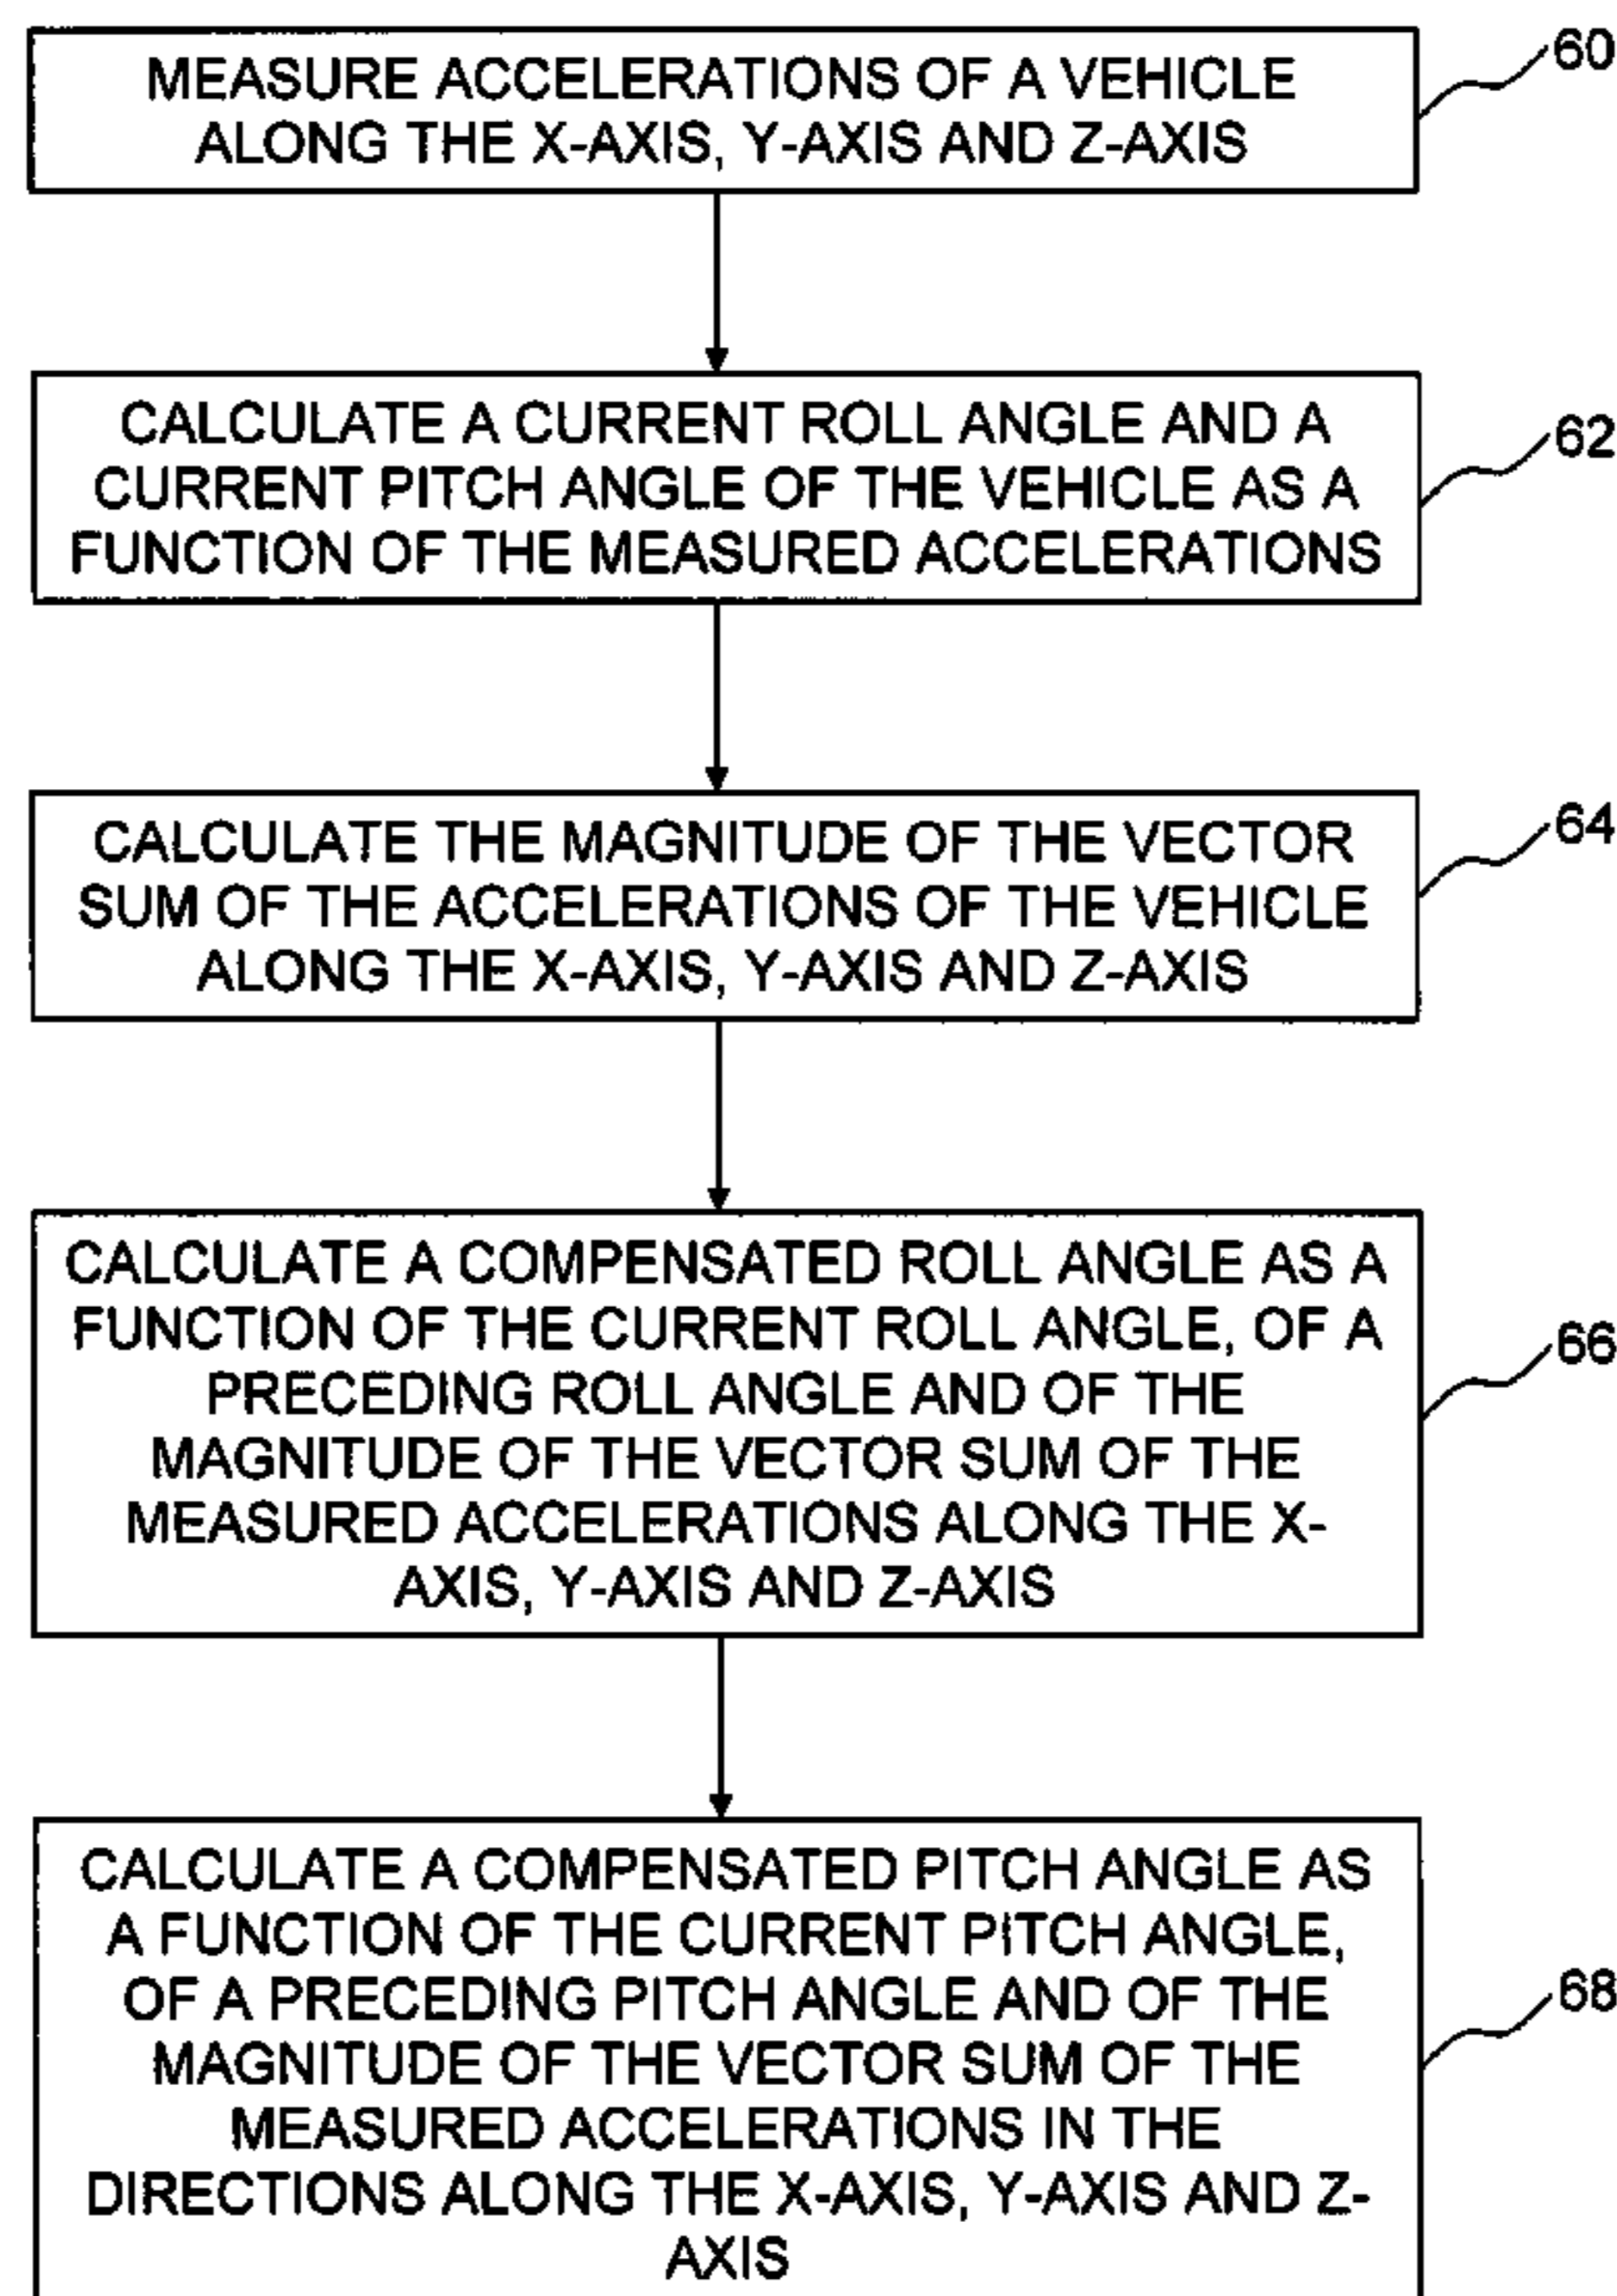 MEASURE ACCELERATIONS OF A VEHICLE
ALONG THE X-AXIS, Y-AXIS AND Z-AXIS
60
CALCULATE A CURRENT ROLL ANGLE AND A
CURRENT PITCH ANGLE OF THE VEHICLE AS A
FUNCTION OF THE MEASURED ACCELERATIONS
62
CALCULATE THE MAGNITUDE OF THE VECTOR
SUM OF THE ACCELERATIONS OF THE VEHICLE
ALONG THE X-AXIS, Y-AXIS AND Z-AXIS
64
CALCULATE A COMPENSATED ROLL ANGLE AS A
FUNCTION OF THE CURRENT ROLL ANGLE, OF A
PRECEDING ROLL ANGLE AND OF THE
MAGNITUDE OF THE VECTOR SUM OF THE
MEASURED ACCELERATIONS ALONG THE X-
AXIS, Y-AXIS AND Z-AXIS
66
CALCULATE A COMPENSATED PITCH ANGLE AS
A FUNCTION OF THE CURRENT PITCH ANGLE,
OF A PRECEDING PITCH ANGLE AND OF THE
MAGNITUDE OF THE VECTOR SUM OF THE
MEASURED ACCELERATIONS IN THE
DIRECTIONS ALONG THE X-AXIS, Y-AXIS AND Z-
AXIS
68